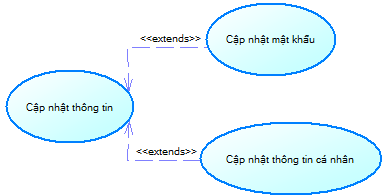 <<extends>>
Cập nhật mật khẩu
Cập nhật thông tin
<<extends>>
Cập nhật thông tin cá nhân